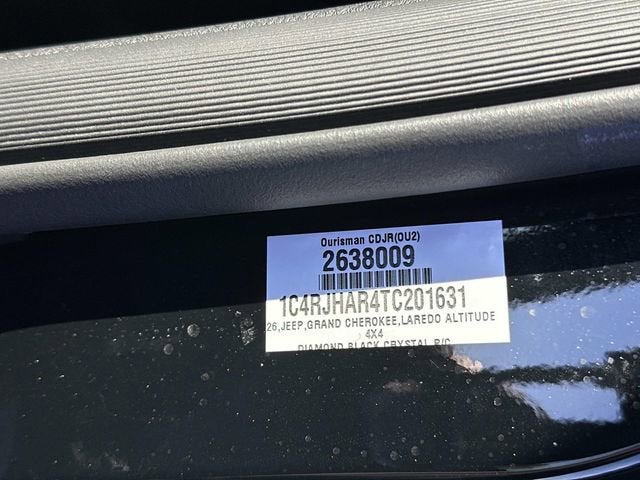 Ourisman CDJR(OU2)
2638009
1C4RJHAR4TC201631
26,JEEP,GRAND CHEROKEE,LAREDO ALTITUDE
4X4
DIAMOND BLACK CRYSTAL P/C